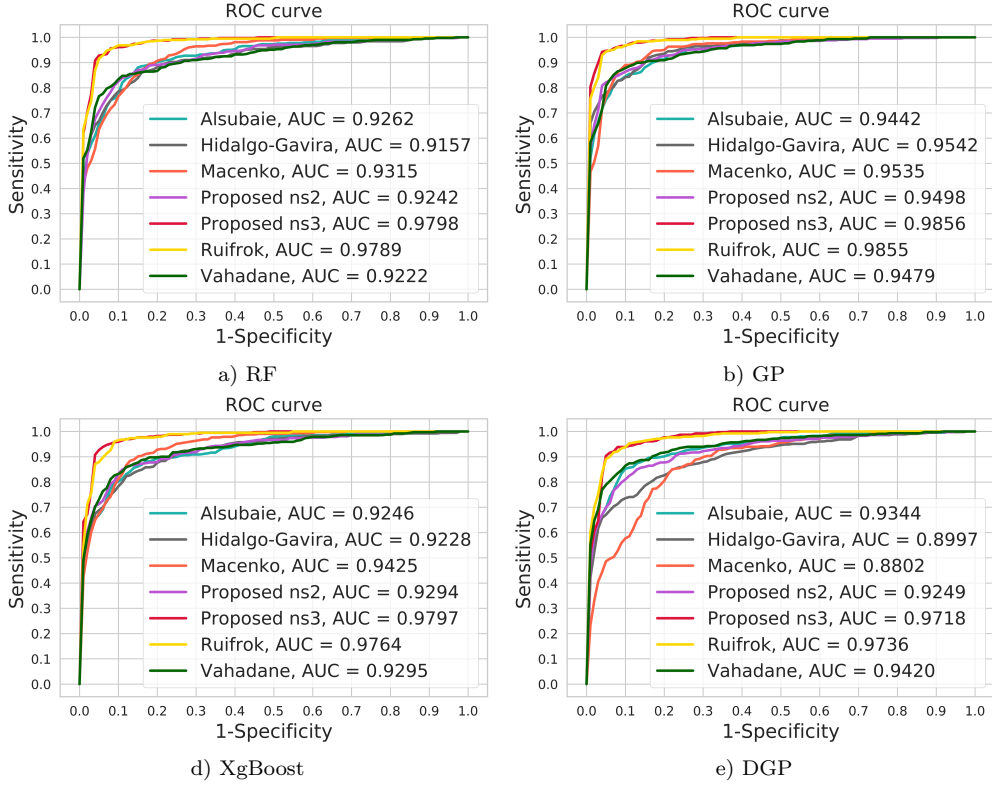 ROC curve
1.0
0.9
0.8
0.7
0.6
0.5
0.4
0.3
0.2
0.1
0.0
Sensitivity
Alsubaie, AUC = 0.9262
Hidalgo-Gavira, AUC = 0.9157
Macenko, AUC = 0.9315
Proposed ns2, AUC = 0.9242
Proposed ns3, AUC = 0.9798
Ruifrok, AUC = 0.9789
Vahadane, AUC = 0.9222
0.0 0.1 0.2 0.3 0.4 0.5 0.6 0.7 0.8 0.9 1.0
1-Specificity
a) RF
ROC curve
1.0
0.9
0.8
0.7
0.6
0.5
0.4
0.3
0.2
0.1
0.0
Sensitivity
Alsubaie, AUC = 0.9442
Hidalgo-Gavira, AUC = 0.9542
Macenko, AUC = 0.9535
Proposed ns2, AUC = 0.9498
Proposed ns3, AUC = 0.9856
Ruifrok, AUC = 0.9855
Vahadane, AUC = 0.9479
0.0 0.1 0.2 0.3 0.4 0.5 0.6 0.7 0.8 0.9 1.0
1-Specificity
b) GP
ROC curve
1.0
0.9
0.8
0.7
0.6
0.5
0.4
0.3
0.2
0.1
0.0
Sensitivity
Alsubaie, AUC = 0.9246
Hidalgo-Gavira, AUC = 0.9228
Macenko, AUC = 0.9425
Proposed ns2, AUC = 0.9294
Proposed ns3, AUC = 0.9797
Ruifrok, AUC = 0.9764
Vahadane, AUC = 0.9295
0.0 0.1 0.2 0.3 0.4 0.5 0.6 0.7 0.8 0.9 1.0
1-Specificity
d) XgBoost
ROC curve
1.0
0.9
0.8
0.7
0.6
0.5
0.4
0.3
0.2
0.1
0.0
Sensitivity
Alsubaie, AUC = 0.9344
Hidalgo-Gavira, AUC = 0.8997
Macenko, AUC = 0.8802
Proposed ns2, AUC = 0.9249
Proposed ns3, AUC = 0.9718
Ruifrok, AUC = 0.9736
Vahadane, AUC = 0.9420
0.0 0.1 0.2 0.3 0.4 0.5 0.6 0.7 0.8 0.9 1.0
1-Specificity
e) DGP